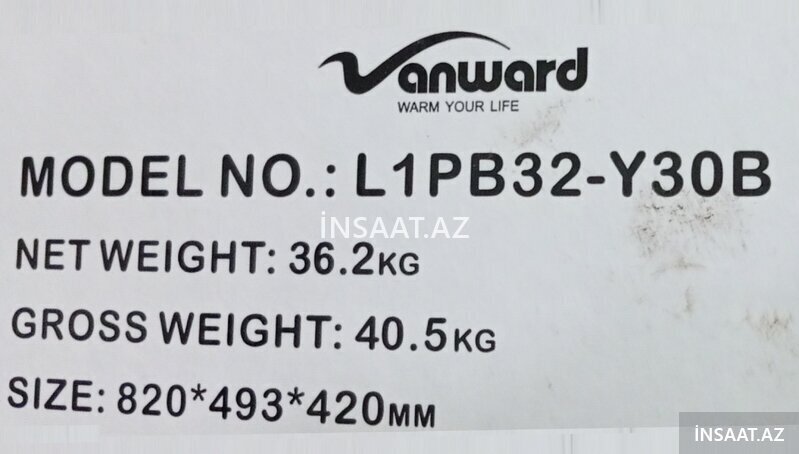 Vanward
WARM YOUR LIFE
MODEL NO.: L1PB32-Y30B
İNSAAT.AZ
NET WEIGHT: 36.2KG
GROSS WEIGHT: 40.5KG
SIZE: 820*493*420MM
İNSAAT.AZ